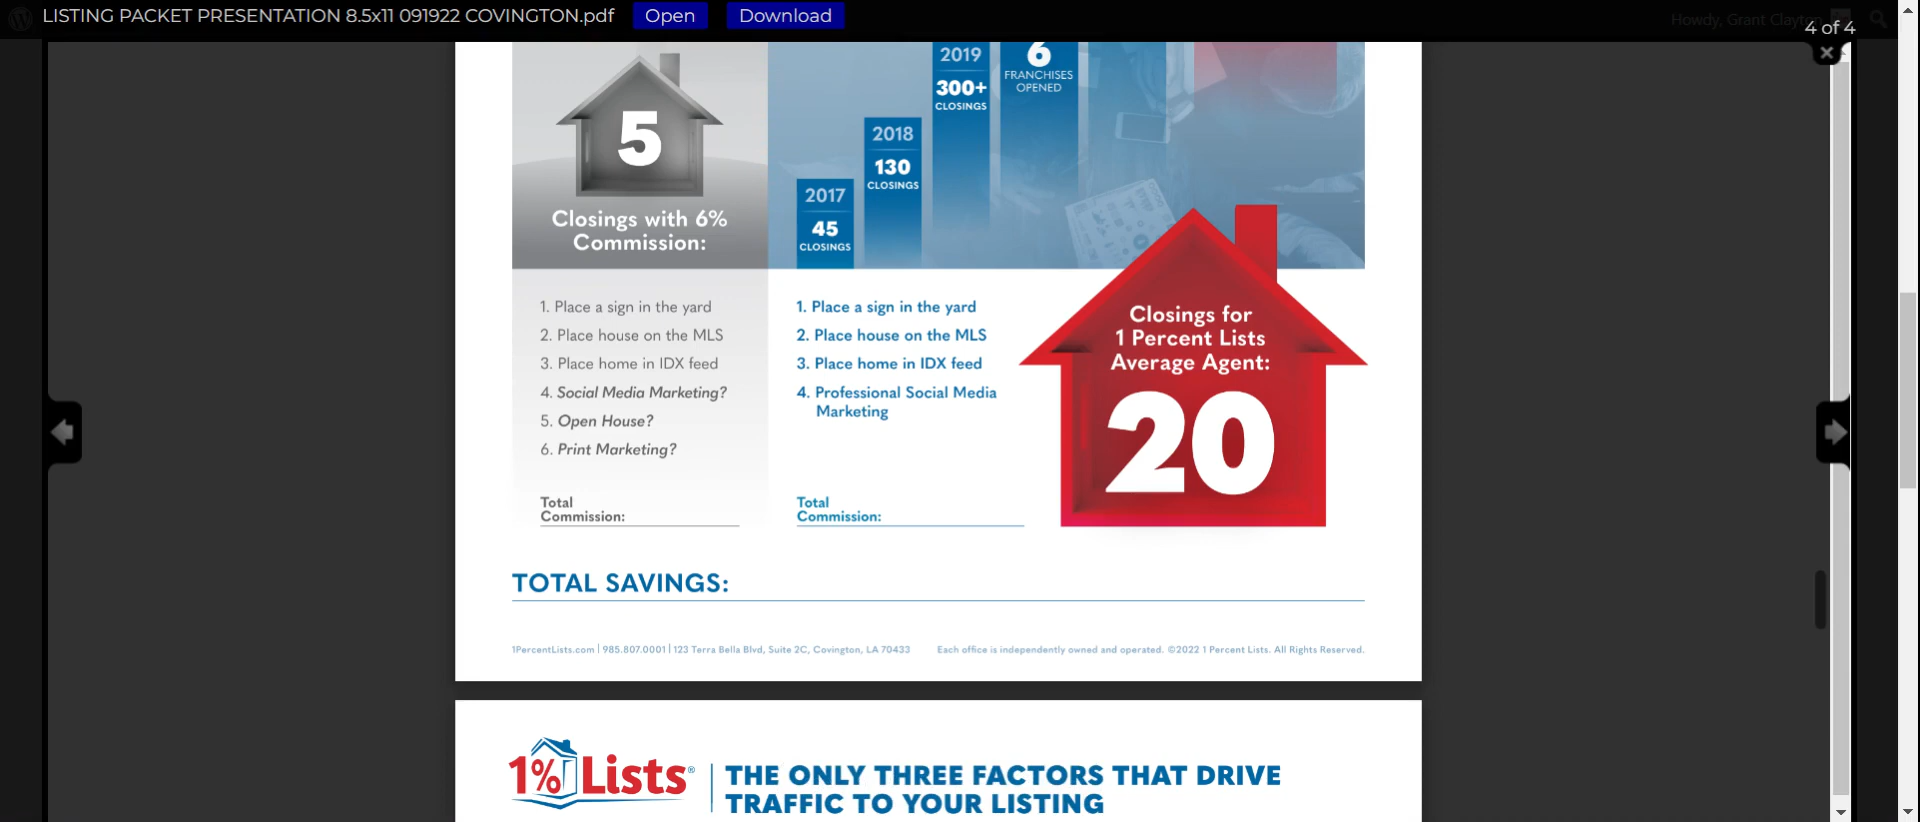 LISTING PACKET PRESENTATION 8.5x11 091922 COVINGTON.pdf Open Download
Howdy, Grant Clayton
4 of 4
5
Closings with 6%
Commission:
2017
45
CLOSINGS
2018
130
CLOSINGS
2019
300+
CLOSINGS
6
FRANCHISES
OPENED
1. Place a sign in the yard
2. Place house on the MLS
3. Place home in IDX feed
4. Social Media Marketing?
5. Open House?
6. Print Marketing?
Total
Commission:
1. Place a sign in the yard
2. Place house on the MLS
3. Place home in IDX feed
4. Professional Social Media
Marketing
Total
Commission:
Closings for
1 Percent Lists
Average Agent:
20
TOTAL SAVINGS:
1PercentLists.com | 985.807.0001 | 123 Terra Bella Blvd, Suite 2C, Covington, LA 70433
Each office is independently owned and operated. ©2022 1 Percent Lists. All Rights Reserved.
1% Lists®
THE ONLY THREE FACTORS THAT DRIVE
TRAFFIC TO YOUR LISTING